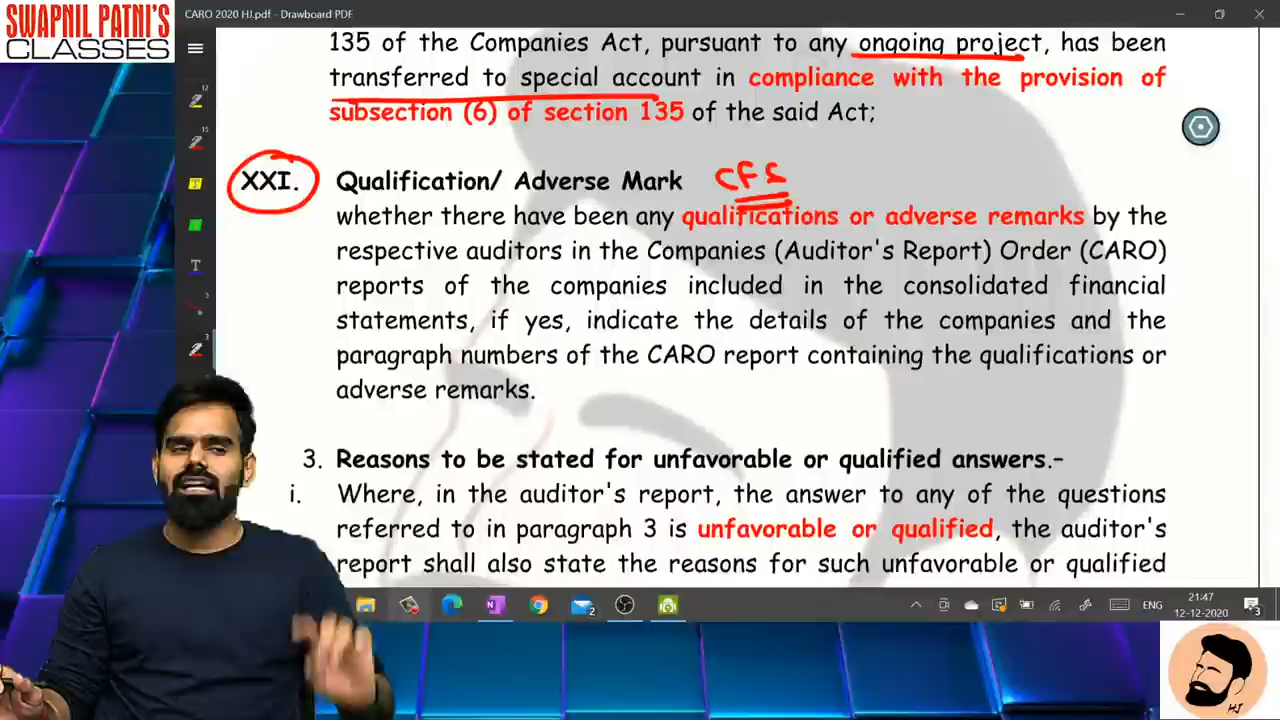 SWAPNIL PATNI'S
CLASSES
CARO 2020 HJ.pdf - Drawboard PDF
135 of the Companies Act, pursuant to any ongoing project, has been
transferred to special account in compliance with the provision of
subsection (6) of section 135 of the said Act;
XXI. Qualification/ Adverse Mark CFS
whether there have been any qualifications or adverse remarks by the
respective auditors in the Companies (Auditor's Report) Order (CARO)
reports of the companies included in the consolidated financial
statements, if yes, indicate the details of the companies and the
paragraph numbers of the CARO report containing the qualifications or
adverse remarks.
3. Reasons to be stated for unfavorable or qualified answers.-
i. Where, in the auditor's report, the answer to any of the questions
referred to in paragraph 3 is unfavorable or qualified, the auditor's
report shall also state the reasons for such unfavorable or qualified
12
15
T
3
3
2
ENG
21:47
12-12-2020
3
HJ